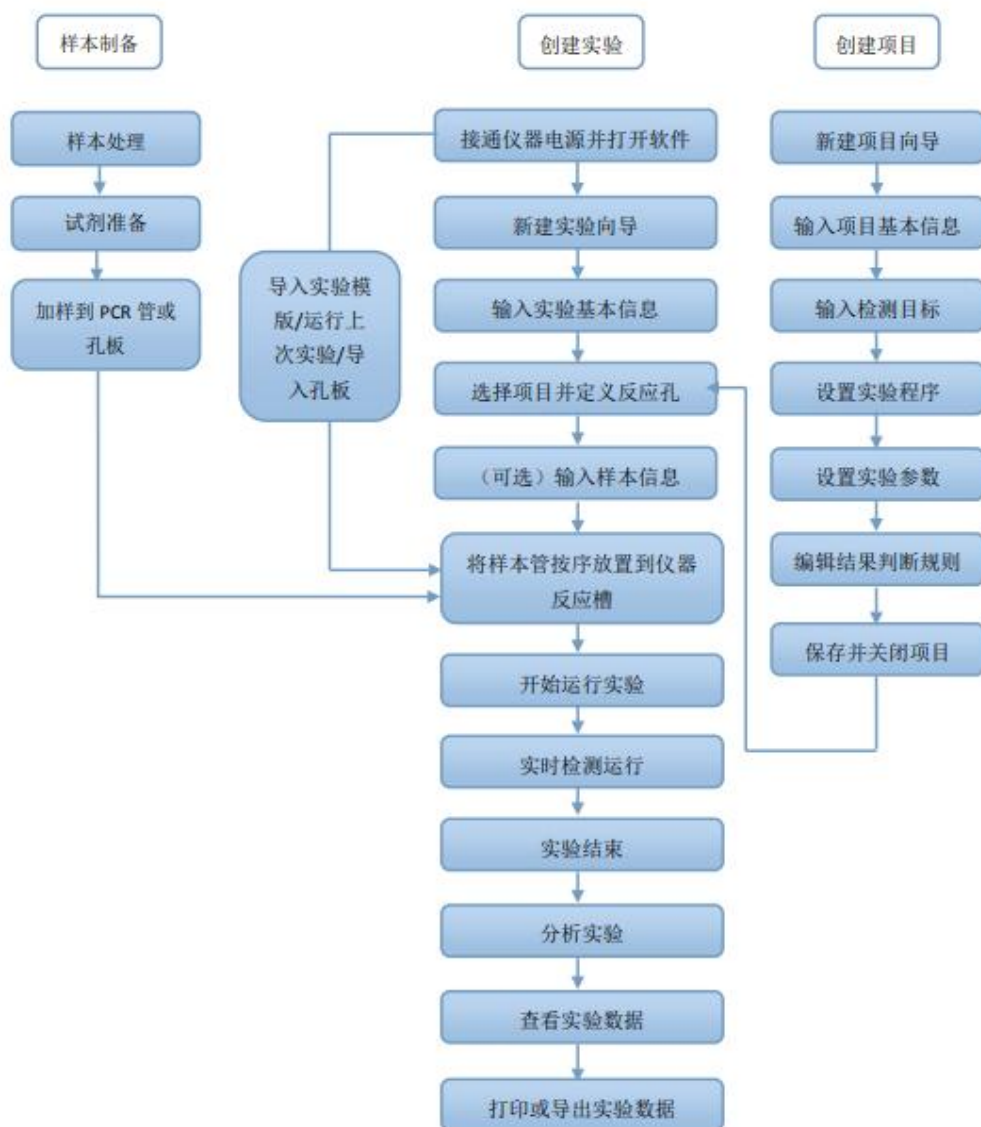 样本制备
创建实验
创建项目
样本处理
试剂准备
加样到 PCR 管或
孔板
导入实验模
版/运行上
次实验/导
入孔板
接通仪器电源并打开软件
新建实验向导
输入实验基本信息
选择项目并定义反应孔
（可选）输入样本信息
将样本管按序放置到仪器
反应槽
开始运行实验
实时检测运行
实验结束
分析实验
查看实验数据
打印或导出实验数据
新建项目向导
输入项目基本信息
输入检测目标
设置实验程序
设置实验参数
编辑结果判断规则
保存并关闭项目